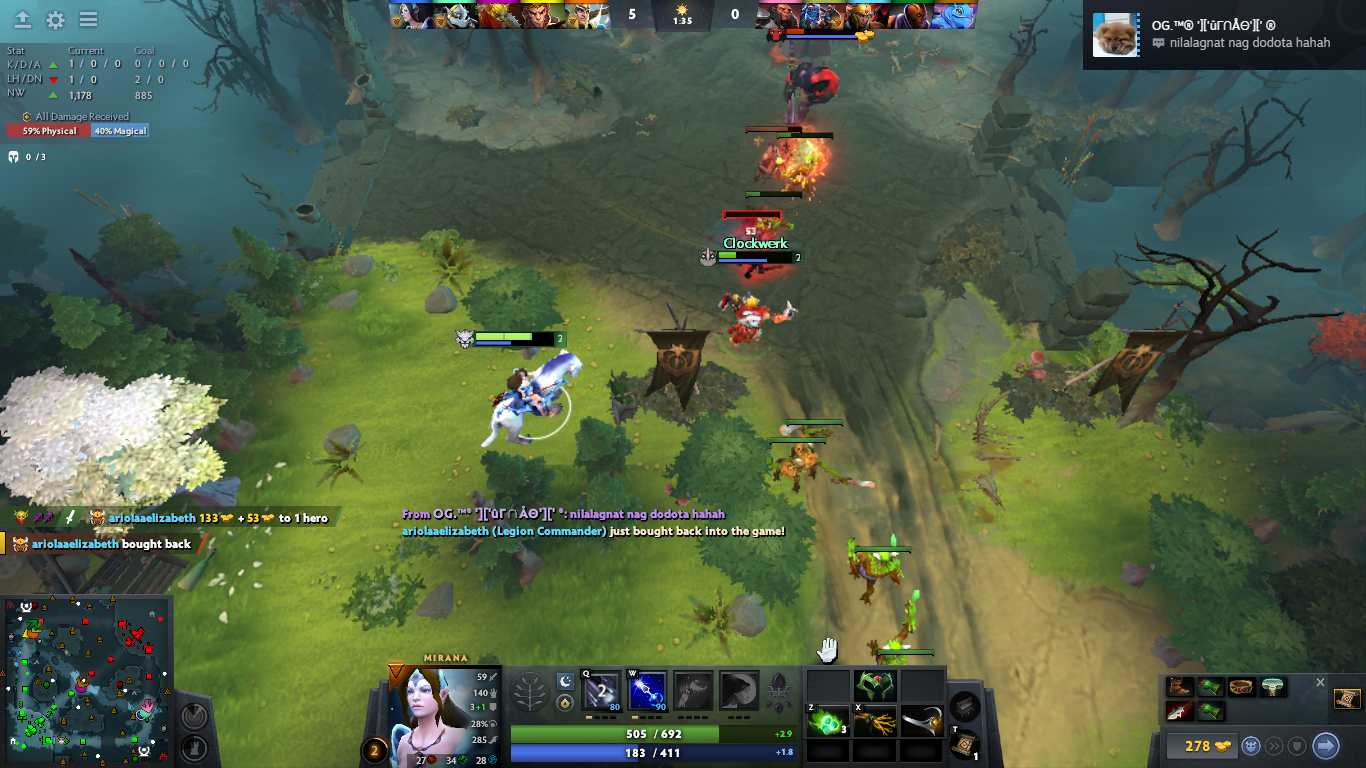 5 1:35 0
OG.™® '][' ûΓ∩ÅΘ'][' ®
nilalagnat nag dodota hahah
Stat Current Goal
K/D/A 1 / 0 / 0 0 / 0 / 0
LH/DN 1 / 0 2 / 0
NW 1,178 885
All Damage Received
59% Physical 40% Magical
0 / 3
53
Clockwerk
2
2
ariolaaelizabeth 133 + 53 to 1 hero
From OG.™® '][' ûΓ∩ÅΘ'][' ®: nilalagnat nag dodota hahah
ariolaaelizabeth (Legion Commander) just bought back into the game!
ariolaaelizabeth bought back
MIRANA
59
140
3 +1
28%
285
2
27 34 28
Q 2 80
W 90
505 / 692 +2.9
183 / 411 +1.8
Z 3
X
T 1
278